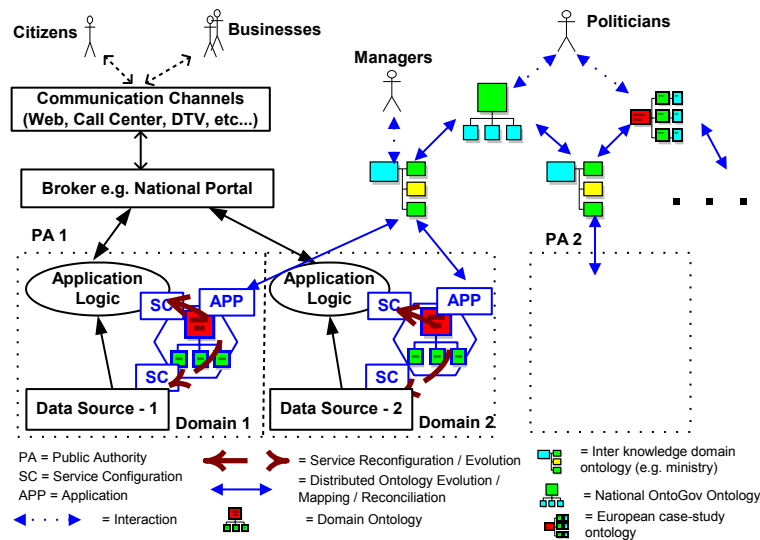 Citizens
Businesses
Politicians
Managers
Communication Channels
(Web, Call Center, DTV, etc...)
Broker e.g. National Portal
PA 1
PA 2
Application
Logic
SC
APP
Application
Logic
SC
APP
SC
SC
Data Source - 1
Domain 1
Data Source - 2
Domain 2
. . .
PA = Public Authority
SC = Service Configuration
APP = Application
= Interaction
= Service Reconfiguration / Evolution
= Distributed Ontology Evolution /
Mapping / Reconciliation
= Domain Ontology
= Inter knowledge domain
ontology (e.g. ministry)
= National OntoGov Ontology
= European case-study
ontology